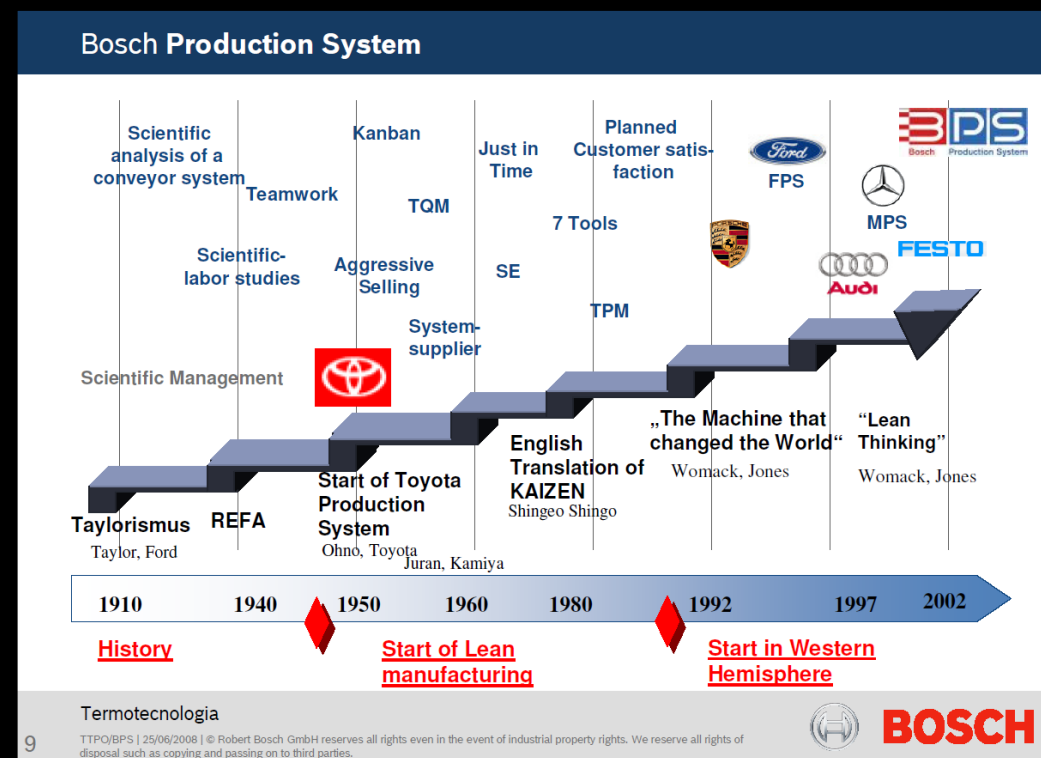 Bosch Production System
Scientific
analysis of a
conveyor system
Teamwork
Scientific-
labor studies
Scientific Management
Kanban
TQM
Aggressive
Selling
System-
supplier
Just in
Time
SE
Planned
Customer satis-
faction
7 Tools
TPM
Ford
FPS
MPS
Audi
BPS
Bosch Production System
FESTO
Taylorismus
Taylor, Ford
REFA
Start of Toyota
Production
System
Ohno, Toyota
Juran, Kamiya
English
Translation of
KAIZEN
Shingeo Shingo
„The Machine that
changed the World“
Womack, Jones
“Lean
Thinking”
Womack, Jones
1910 1940 1950 1960 1980 1992 1997 2002
History
Start of Lean
manufacturing
Start in Western
Hemisphere
Termotecnologia
9
TTPO/BPS | 25/06/2008 | © Robert Bosch GmbH reserves all rights even in the event of industrial property rights. We reserve all rights of
disposal such as copying and passing on to third parties.
BOSCH